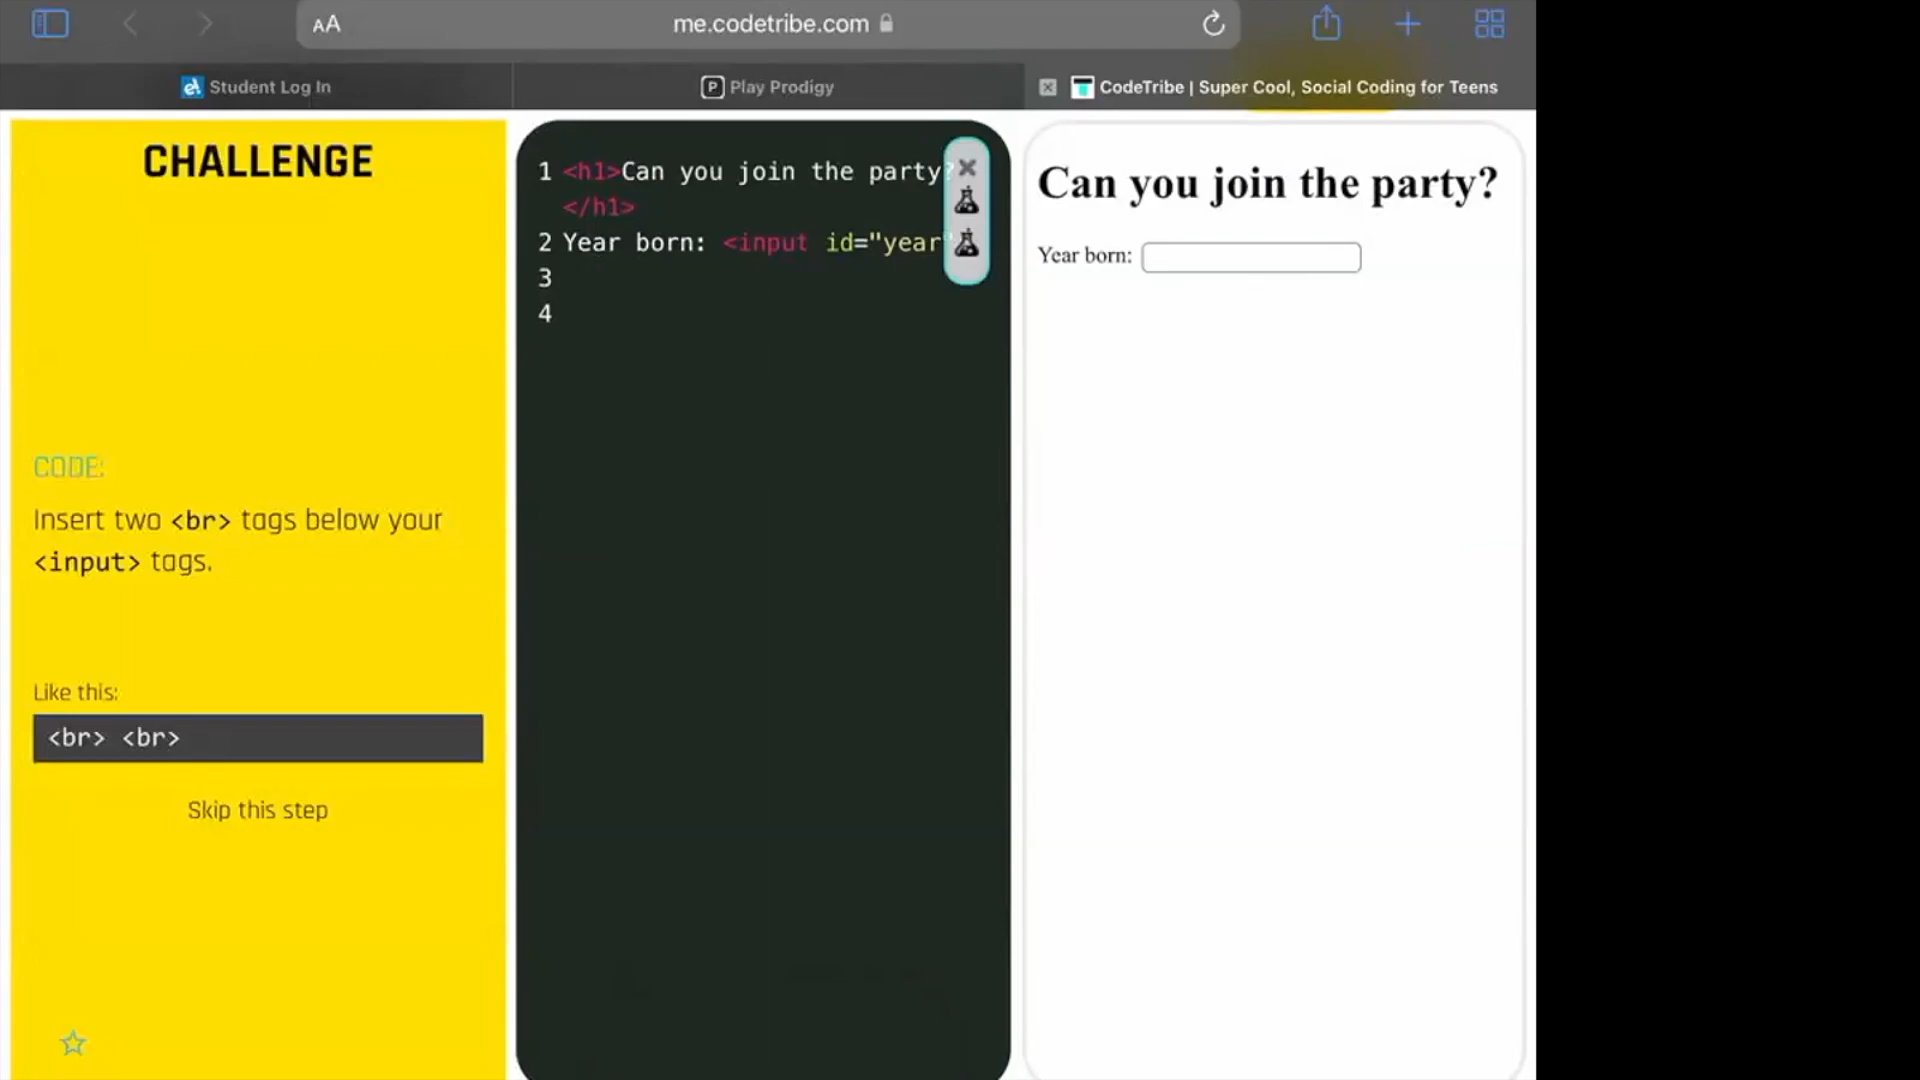 AA me.codetribe.com
Student Log In
P Play Prodigy
CodeTribe | Super Cool, Social Coding for Teens
CHALLENGE
CODE:
Insert two <br> tags below your
<input> tags.
Like this:
<br> <br>
Skip this step
1 <h1>Can you join the party?
</h1>
2 Year born: <input id="year"
3
4
Can you join the party?
Year born: